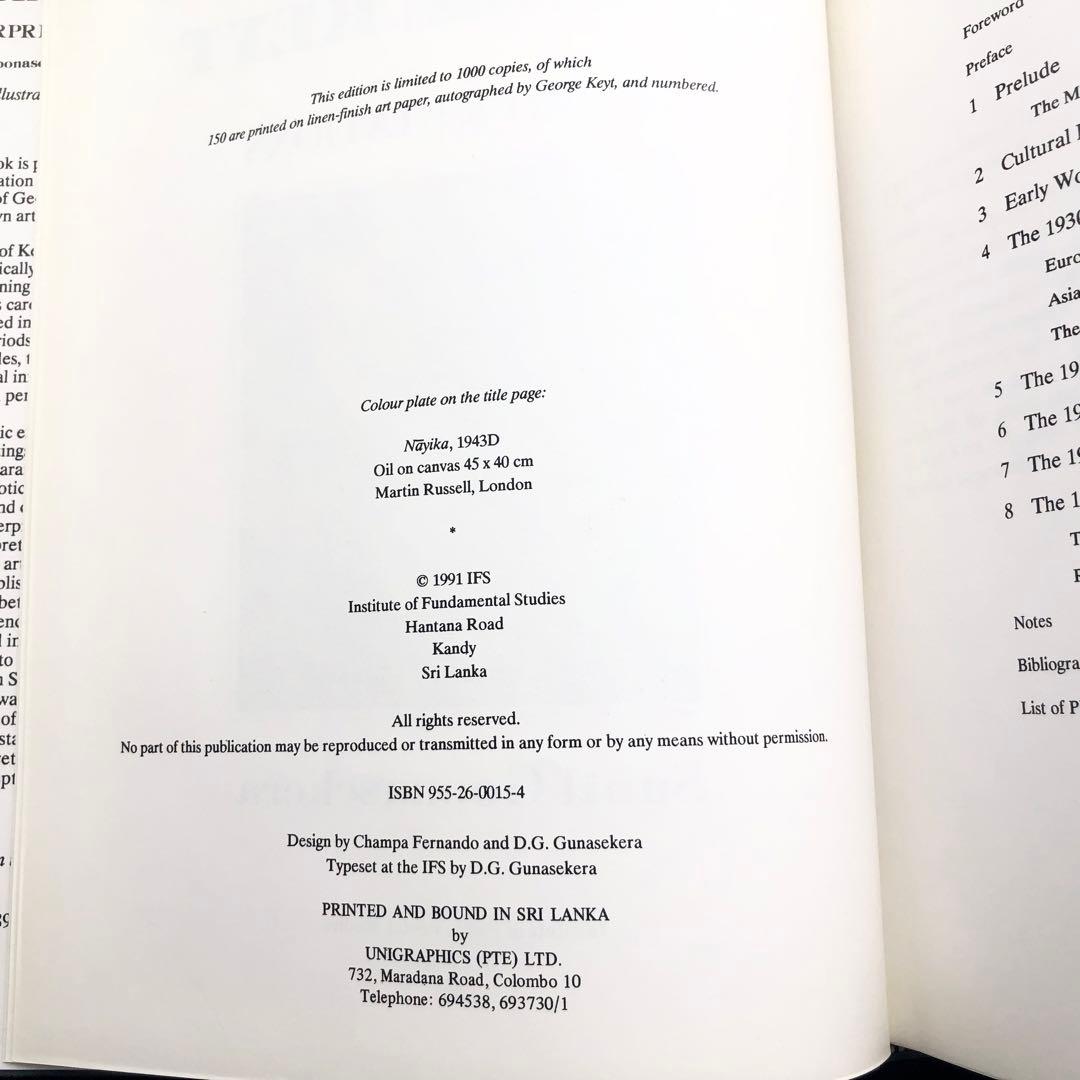 This edition is limited to 1000 copies, of which
150 are printed on linen-finish art paper, autographed by George Keyt, and numbered.
Colour plate on the title page:
Nāyika, 1943D
Oil on canvas 45 x 40 cm
Martin Russell, London
*
© 1991 IFS
Institute of Fundamental Studies
Hantana Road
Kandy
Sri Lanka
All rights reserved.
No part of this publication may be reproduced or transmitted in any form or by any means without permission.
ISBN 955-26-0015-4
Design by Champa Fernando and D.G. Gunasekera
Typeset at the IFS by D.G. Gunasekera
PRINTED AND BOUND IN SRI LANKA
by
UNIGRAPHICS (PTE) LTD.
732, Maradana Road, Colombo 10
Telephone: 694538, 693730/1
Foreword
Preface
1 Prelude
The
2 Cultural
3 Early
4 The
The
5 The
6 The
7 The
8 The
Notes
List of